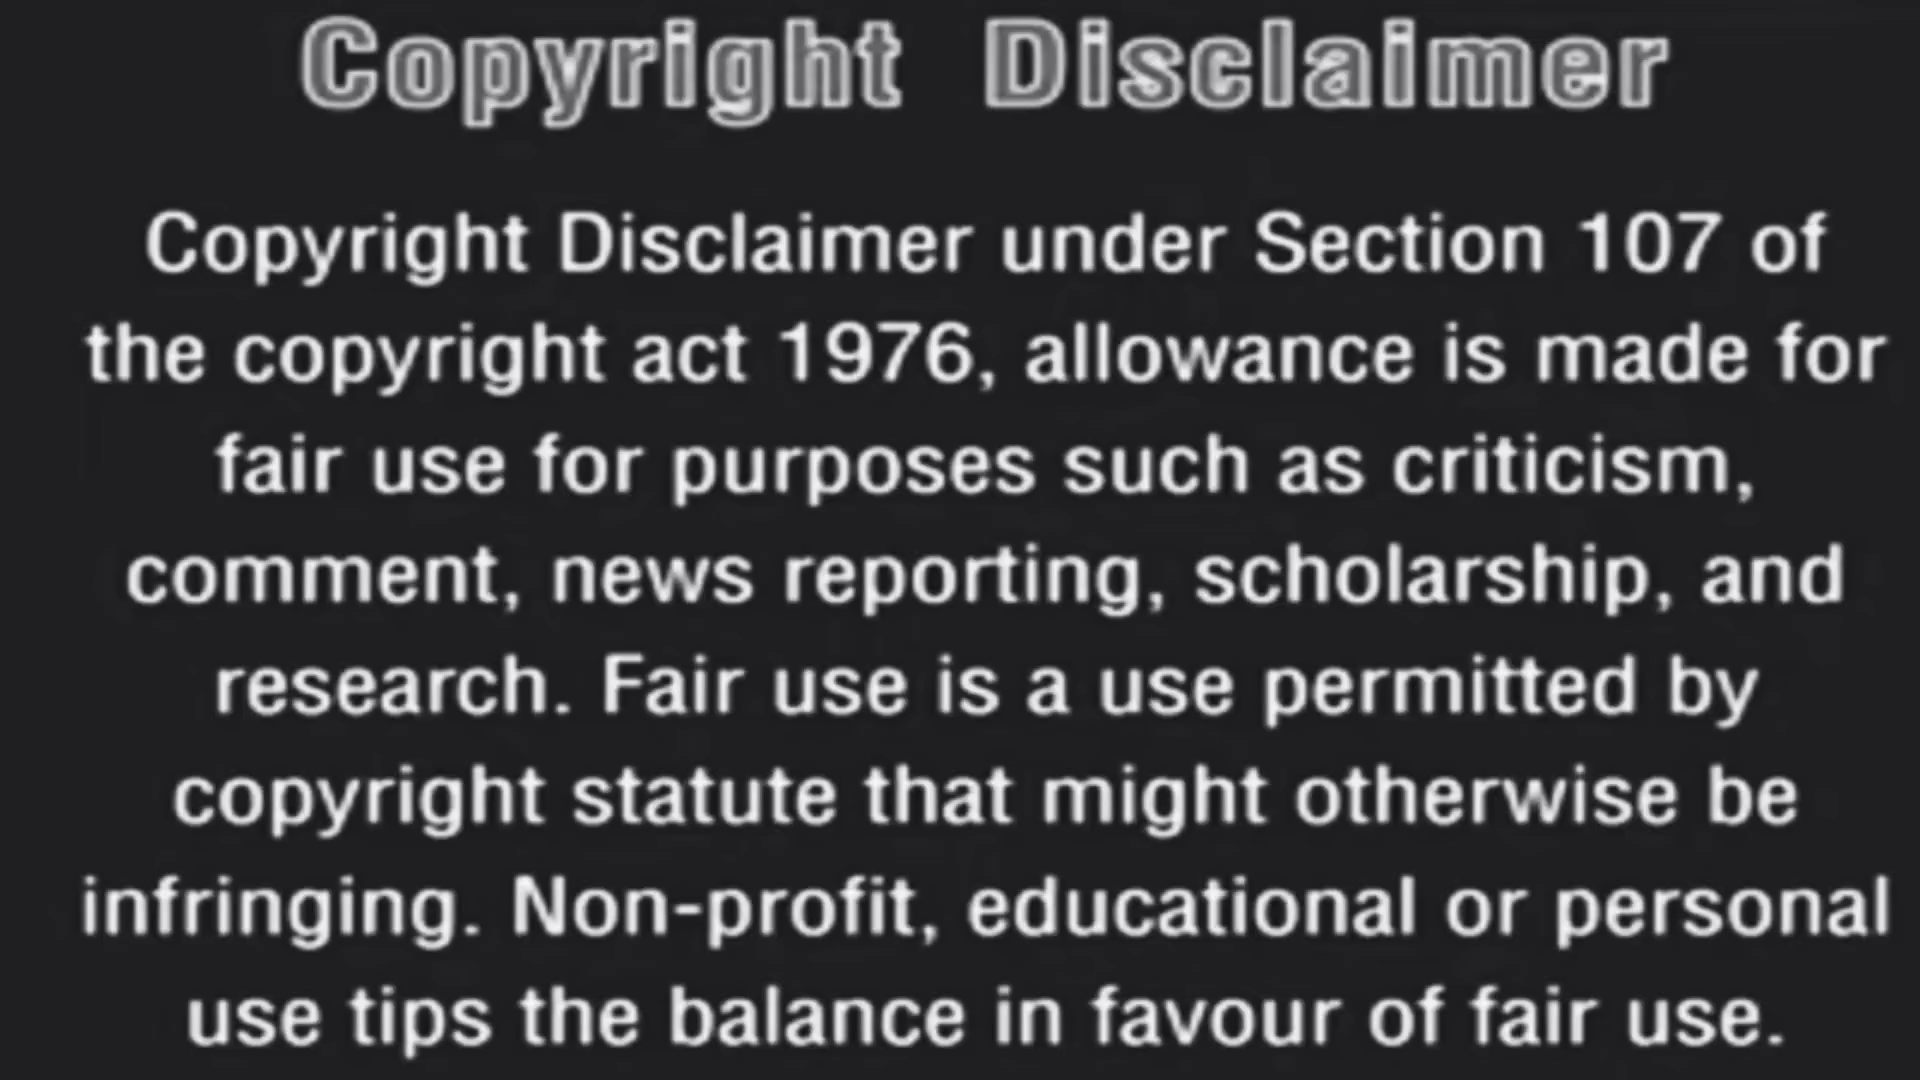 Copyright Disclaimer
Copyright Disclaimer under Section 107 of
the copyright act 1976, allowance is made for
fair use for purposes such as criticism,
comment, news reporting, scholarship, and
research. Fair use is a use permitted by
copyright statute that might otherwise be
infringing. Non-profit, educational or personal
use tips the balance in favour of fair use.